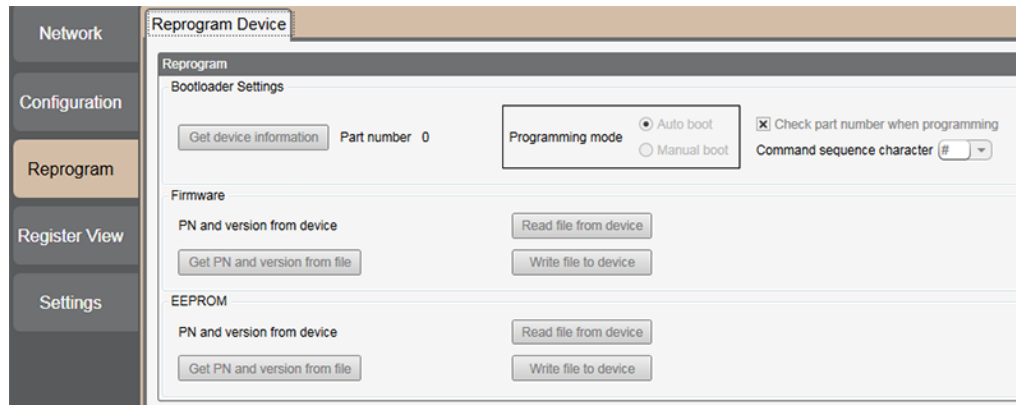 Network
Configuration
Reprogram
Register View
Settings
Reprogram Device
Reprogram
Bootloader Settings
Get device information Part number 0
Programming mode
Auto boot
Manual boot
Check part number when programming
Command sequence character #
Firmware
PN and version from device Read file from device
Get PN and version from file Write file to device
EEPROM
PN and version from device Read file from device
Get PN and version from file Write file to device